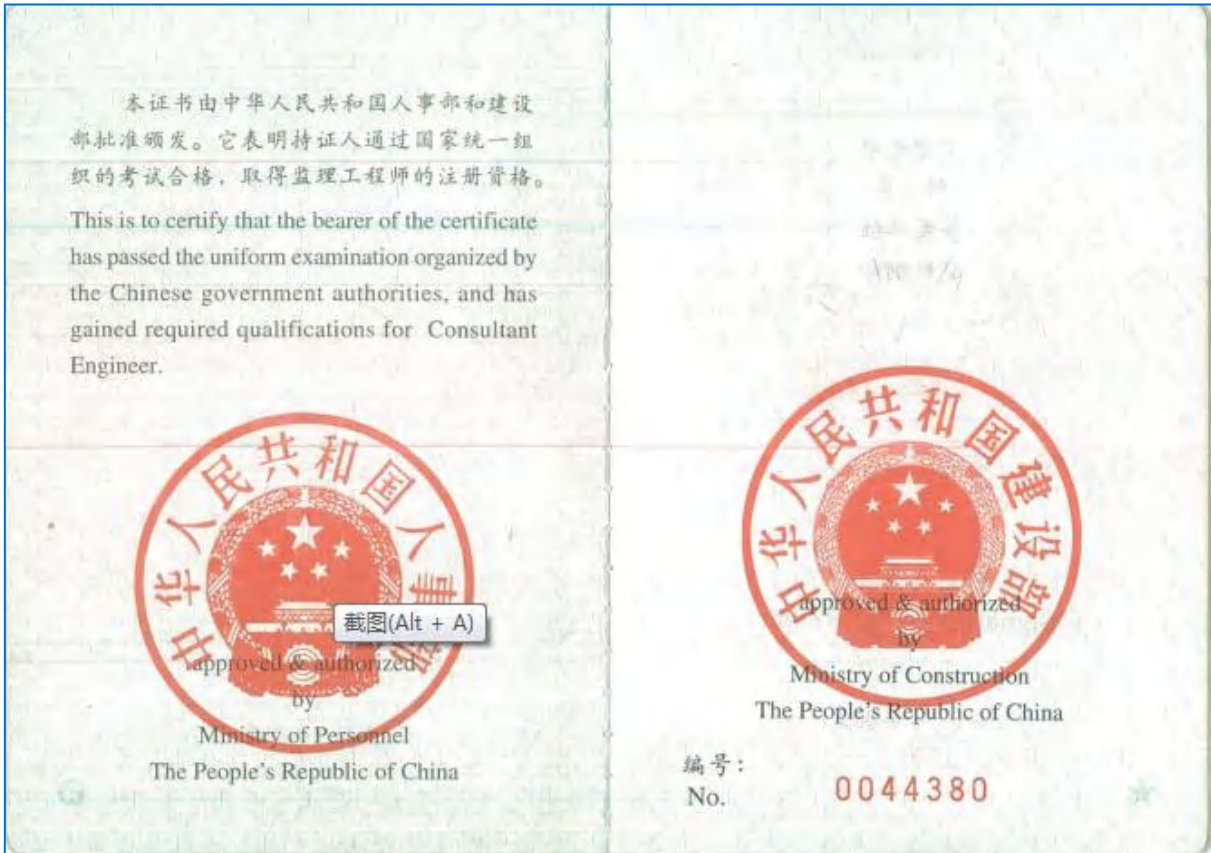 本证书由中华人民共和国人事部和建设
部批准颁发。它表明持证人通过国家统一组
织的考试合格，取得监理工程师的注册资格。
This is to certify that the bearer of the certificate
has passed the uniform examination organized by
the Chinese government authorities, and has
gained required qualifications for Consultant
Engineer.
中华人民共和国人事部
截图(Alt + A)
approved & authorized
by
Ministry of Personnel
The People's Republic of China
中华人民共和国建设部
approved & authorized
by
Ministry of Construction
The People's Republic of China
编号：
No.
0044380